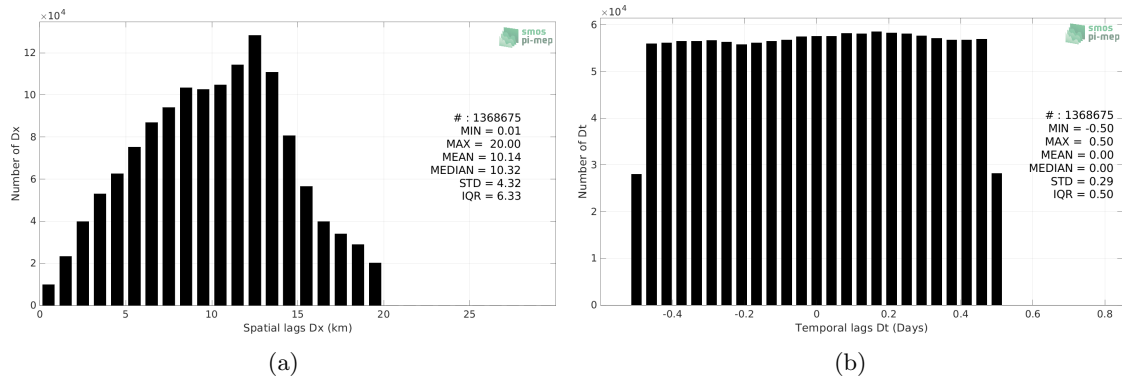 ×10⁴
smos
pi-mep
12
10
8
6
4
2
0
Number of Dx
# : 1368675
MIN = 0.01
MAX = 20.00
MEAN = 10.14
MEDIAN = 10.32
STD = 4.32
IQR = 6.33
0 5 10 15 20 25
Spatial lags Dx (km)
(a)
×10⁴
smos
pi-mep
6
5
4
3
2
1
0
Number of Dt
# : 1368675
MIN = -0.50
MAX = 0.50
MEAN = 0.00
MEDIAN = 0.00
STD = 0.29
IQR = 0.50
-0.4 -0.2 0 0.2 0.4 0.6 0.8
Temporal lags Dt (Days)
(b)